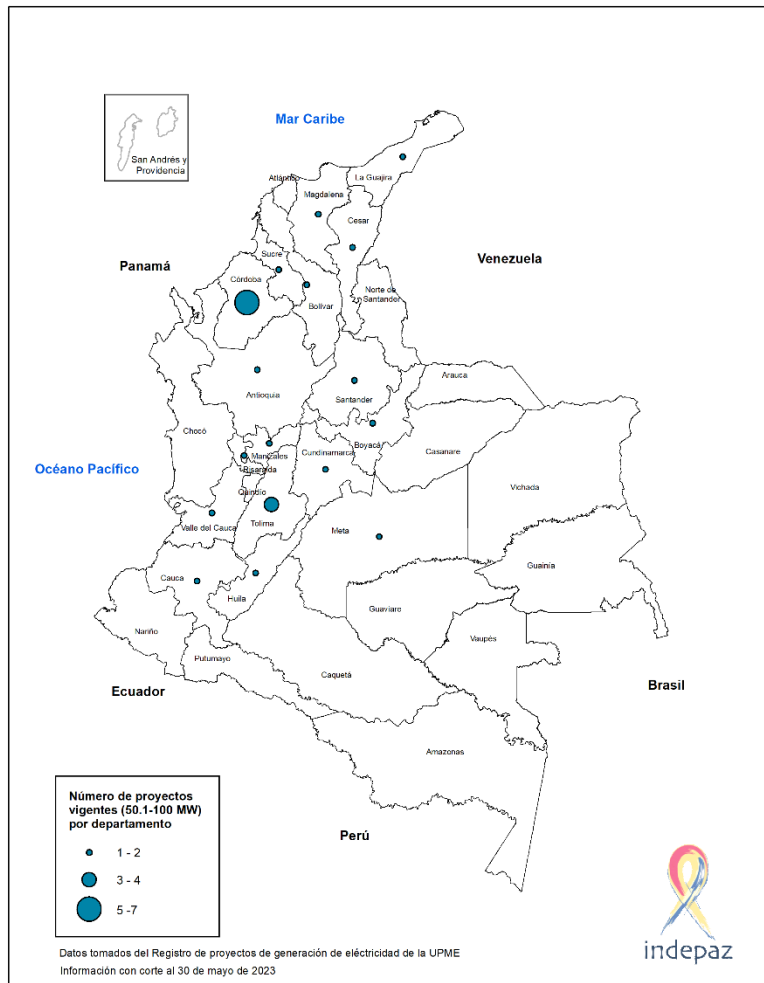 Mar Caribe
San Andrés y
Providencia
La Guajira
Atlántico
Magdalena
Cesar
Sucre
Panamá
Venezuela
Córdoba
Norte de
Santander
Bolívar
Arauca
Antioquia
Santander
Chocó
Boyacá
Casanare
Cundinamarca
Manizales
Océano Pacífico
Risaralda
Vichada
Quindío
Tolima
Valle del Cauca
Meta
Guainía
Cauca
Huila
Guaviare
Nariño
Vaupés
Putumayo
Caquetá
Ecuador
Brasil
Amazonas
Número de proyectos
vigentes (50.1-100 MW)
por departamento
1 - 2
3 - 4
5 -7
Perú
indepaz
Datos tomados del Registro de proyectos de generación de eléctricidad de la UPME
Información con corte al 30 de mayo de 2023